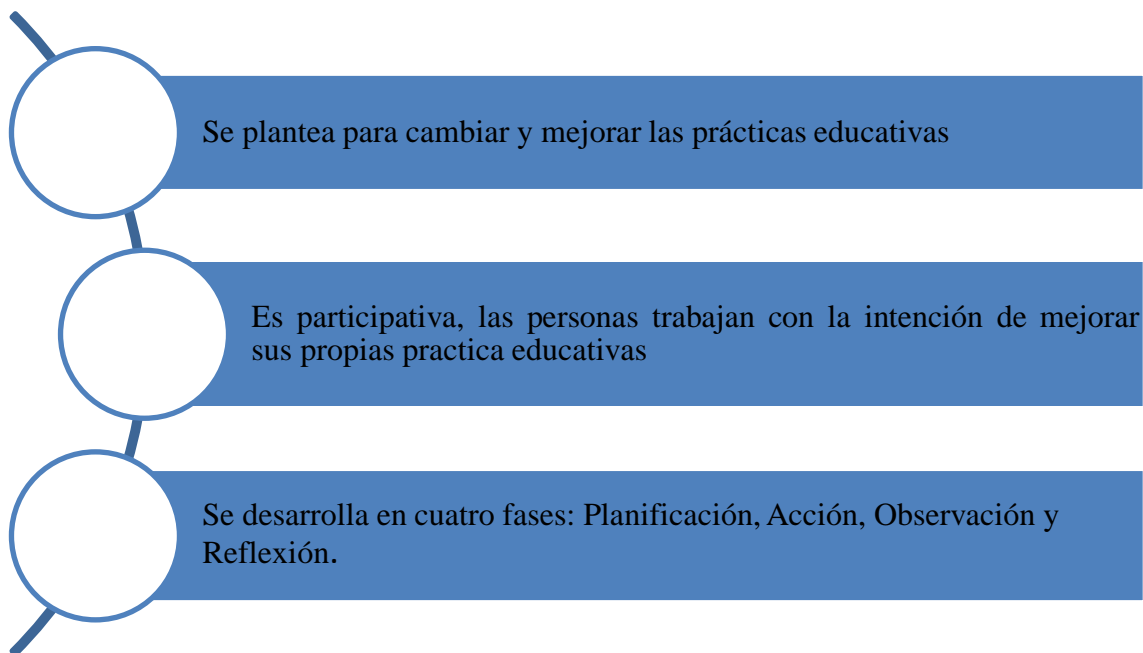 Se plantea para cambiar y mejorar las prácticas educativas
Es participativa, las personas trabajan con la intención de mejorar
sus propias practica educativas
Se desarrolla en cuatro fases: Planificación, Acción, Observación y
Reflexión.